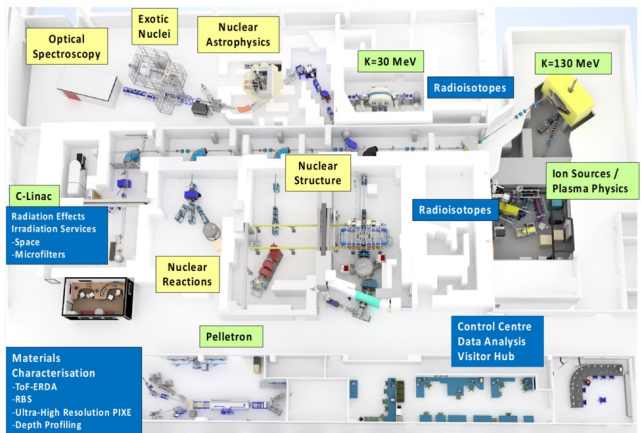 Optical
Spectroscopy
Exotic
Nuclei
Nuclear
Astrophysics
K=30 MeV
Radioisotopes
K=130 MeV
Nuclear
Structure
C-Linac
Radiation Effects
Irradiation Services
-Space
-Microfilters
Radioisotopes
Ion Sources /
Plasma Physics
Nuclear
Reactions
Pelletron
Control Centre
Data Analysis
Visitor Hub
Materials
Characterisation
-ToF-ERDA
-RBS
-Ultra-High Resolution PIXE
-Depth Profiling